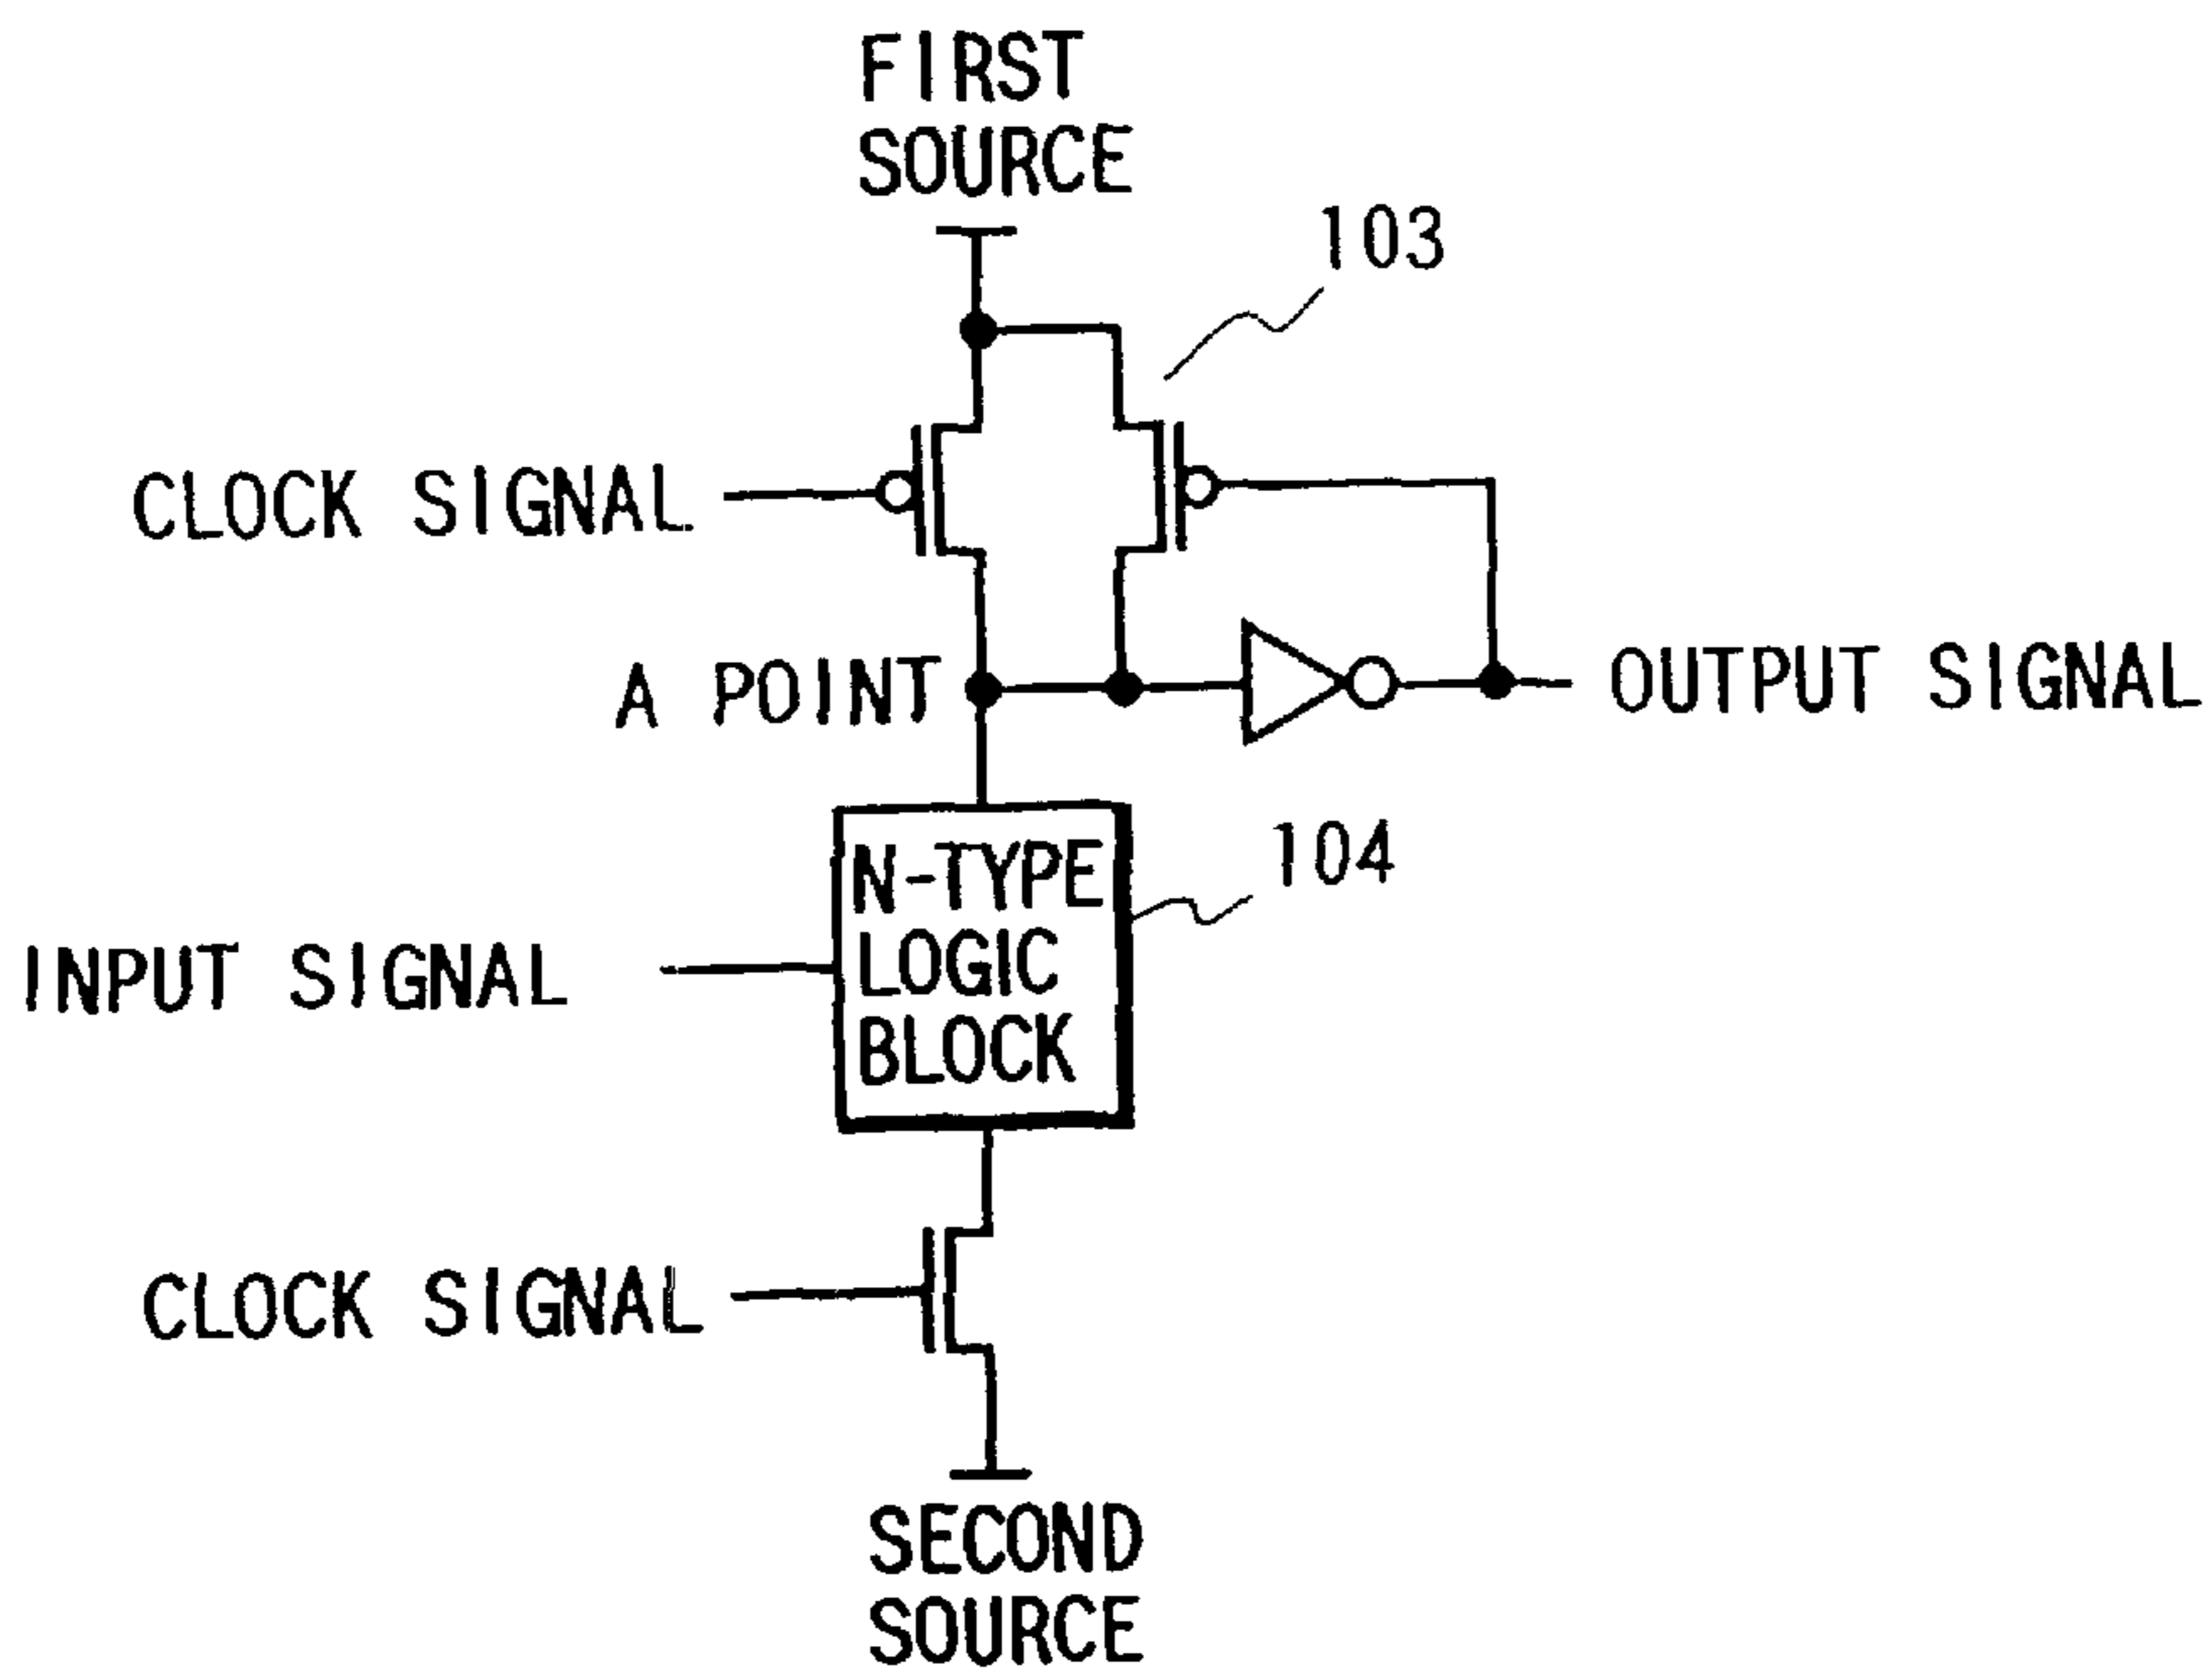 FIRST
SOURCE
103
CLOCK SIGNAL
A POINT
OUTPUT SIGNAL
N-TYPE
LOGIC
BLOCK
104
INPUT SIGNAL
CLOCK SIGNAL
SECOND
SOURCE